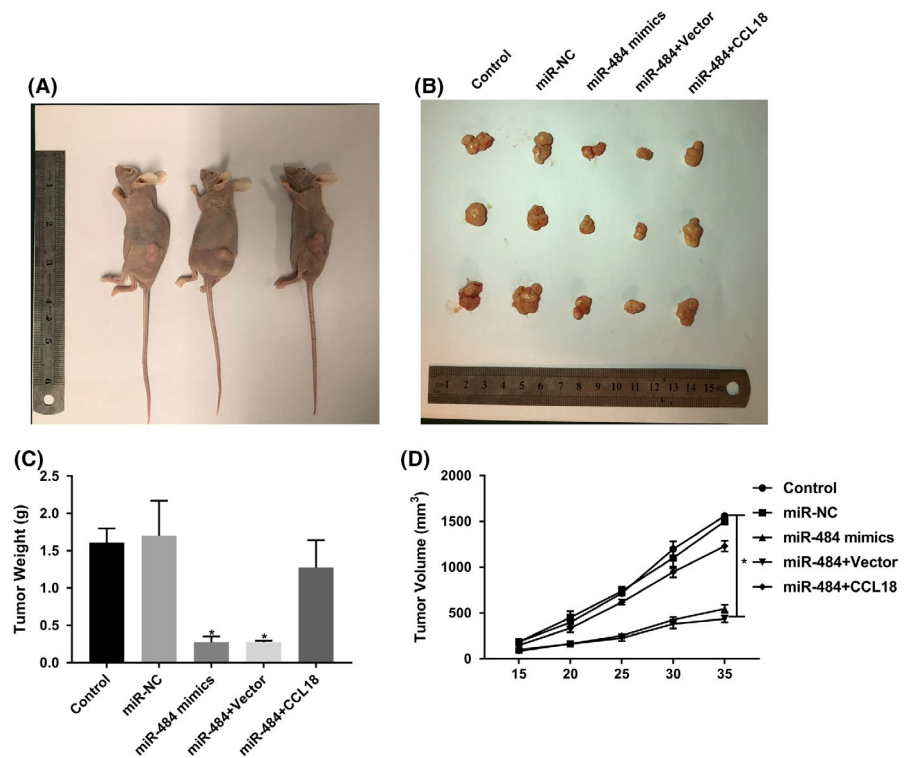 (A)
1 2 3 4 5 6
(B)
Control
miR-NC
miR-484 mimics
miR-484+Vector
miR-484+CCL18
1 2 3 4 5 6 7 8 9 10 11 12 13 14 15
(C)
Tumor Weight (g)
2.5
2.0
1.5
1.0
0.5
0.0
* *
Control
miR-NC
miR-484 mimics
miR-484+Vector
miR-484+CCL18
(D)
Tumor Volume (mm³)
2000
1500
1000
500
0
15 20 25 30 35
Control
miR-NC
miR-484 mimics
miR-484+Vector
miR-484+CCL18
*